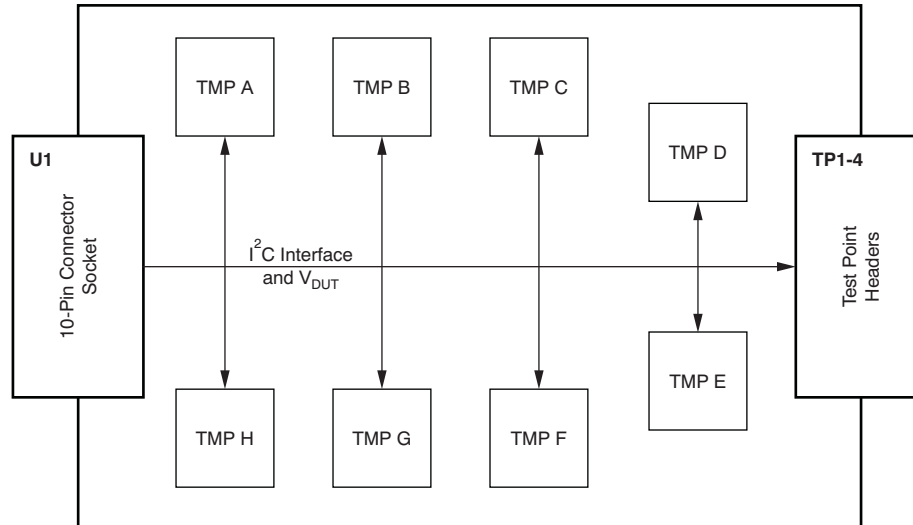 TMP A
TMP B
TMP C
TMP D
U1
10-Pin Connector
Socket
I²C Interface
and V_DUT
TP1-4
Test Point
Headers
TMP E
TMP H
TMP G
TMP F